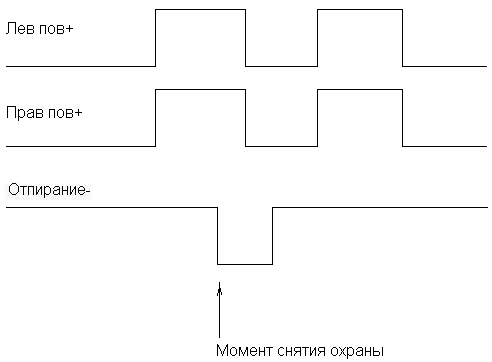 Лев пов+
Прав пов+
Отпирание-
Момент снятия охраны